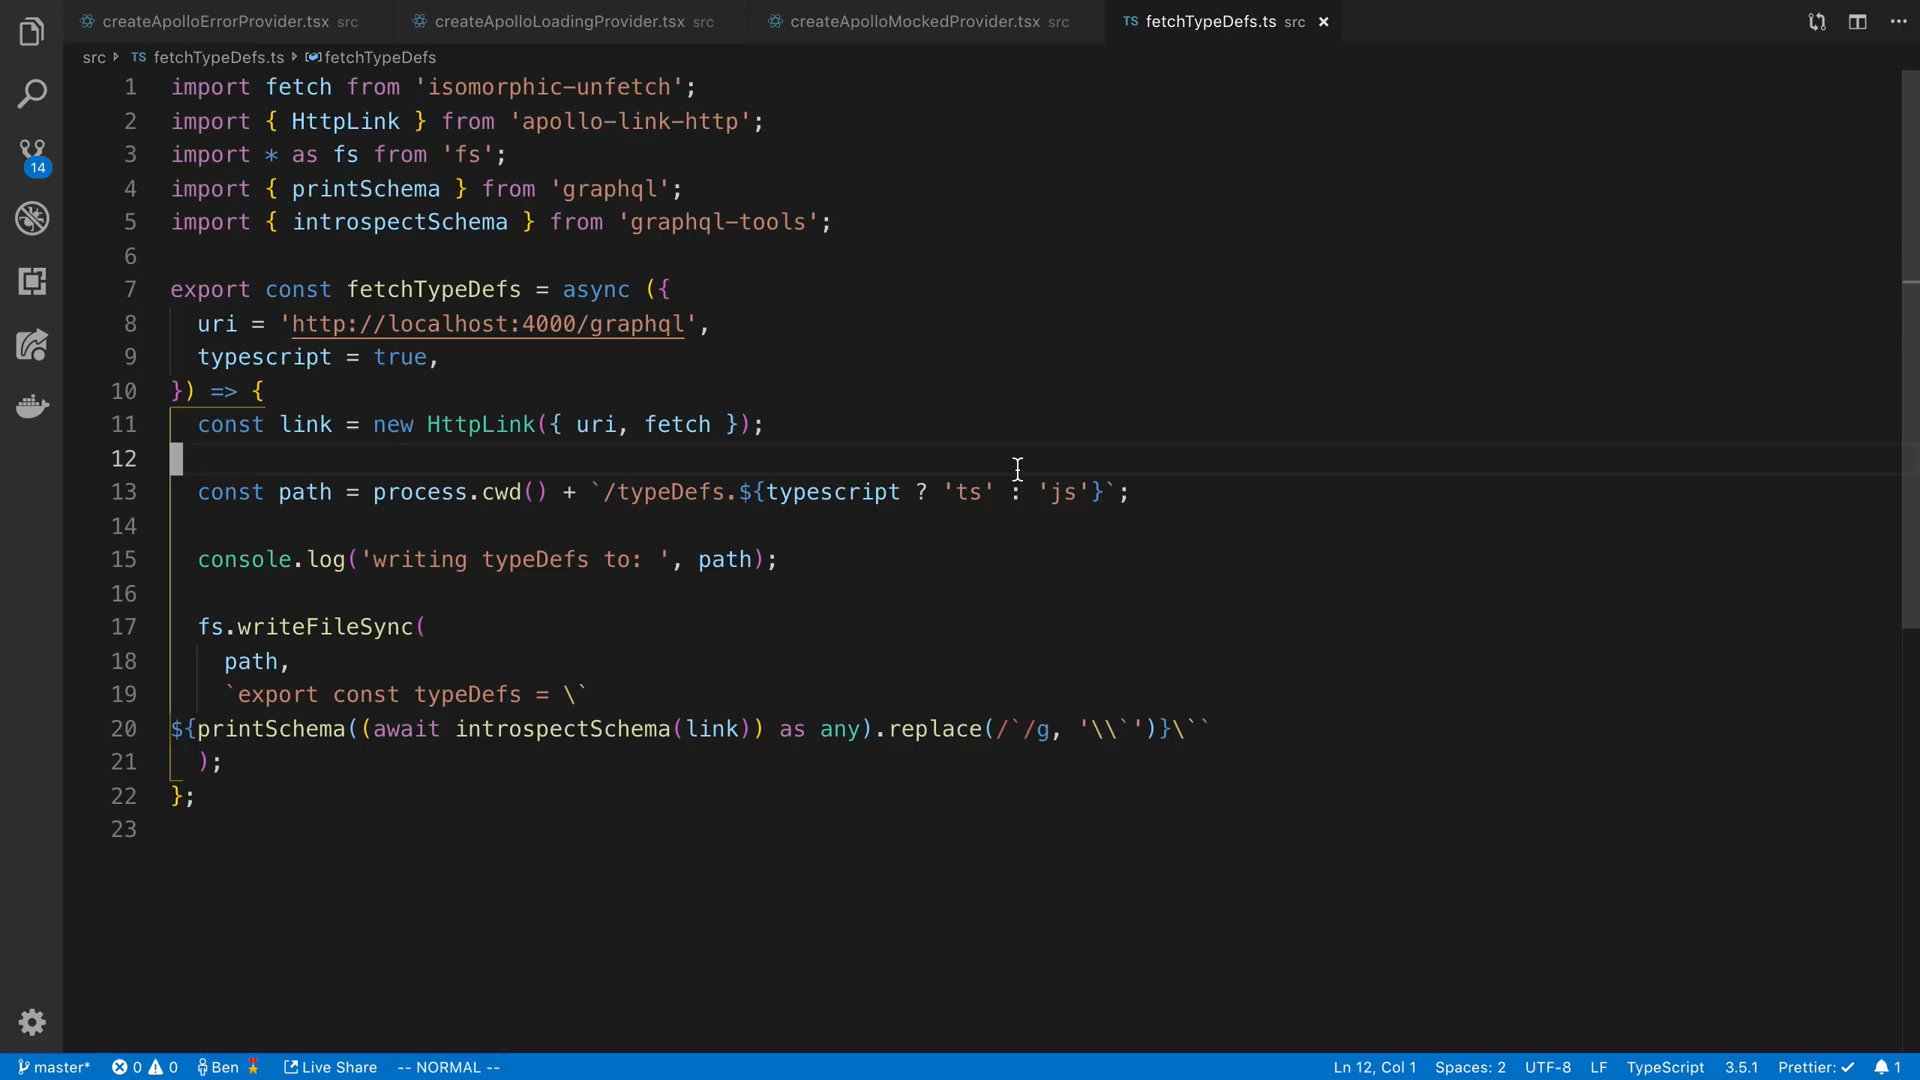 createApolloErrorProvider.tsx src createApolloLoadingProvider.tsx src createApolloMockedProvider.tsx src TS fetchTypeDefs.ts src ×
src TS fetchTypeDefs.ts fetchTypeDefs
1 import fetch from 'isomorphic-unfetch';
2 import { HttpLink } from 'apollo-link-http';
3 import * as fs from 'fs';
4 import { printSchema } from 'graphql';
5 import { introspectSchema } from 'graphql-tools';
6
7 export const fetchTypeDefs = async ({
8 uri = 'http://localhost:4000/graphql',
9 typescript = true,
10 }) => {
11 const link = new HttpLink({ uri, fetch });
12
13 const path = process.cwd() + `/typeDefs.${typescript ? 'ts' : 'js'}`;
14
15 console.log('writing typeDefs to: ', path);
16
17 fs.writeFileSync(
18 path,
19 `export const typeDefs = \`
20 ${printSchema((await introspectSchema(link)) as any).replace(/`/g, '\\`')}\``
21 );
22 };
23
14
master* 0 0 Ben Live Share -- NORMAL -- Ln 12, Col 1 Spaces: 2 UTF-8 LF TypeScript 3.5.1 Prettier: ✓ 1